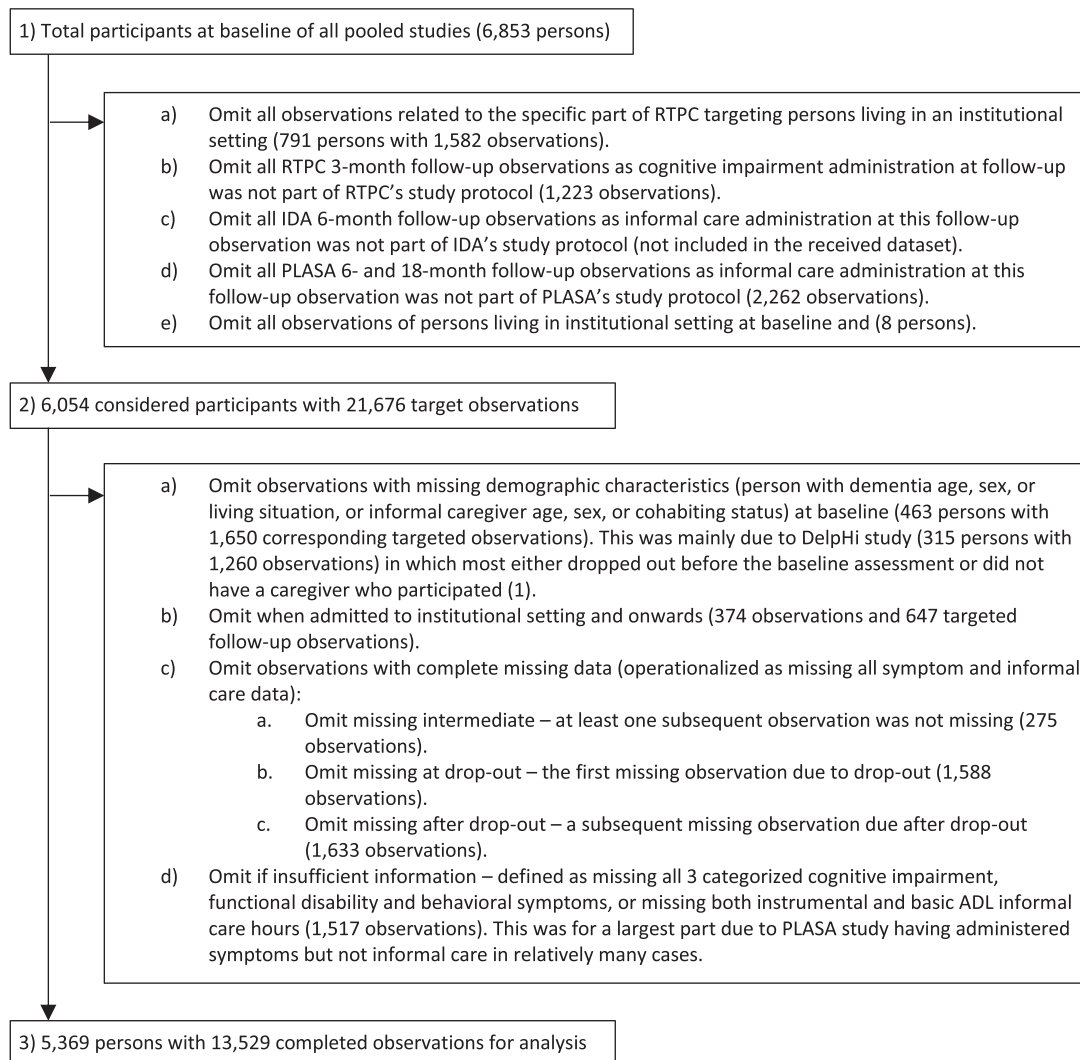 1) Total participants at baseline of all pooled studies (6,853 persons)
a) Omit all observations related to the specific part of RTPC targeting persons living in an institutional
setting (791 persons with 1,582 observations).
b) Omit all RTPC 3-month follow-up observations as cognitive impairment administration at follow-up
was not part of RTPC’s study protocol (1,223 observations).
c) Omit all IDA 6-month follow-up observations as informal care administration at this follow-up
observation was not part of IDA’s study protocol (not included in the received dataset).
d) Omit all PLASA 6- and 18-month follow-up observations as informal care administration at this
follow-up observation was not part of PLASA’s study protocol (2,262 observations).
e) Omit all observations of persons living in institutional setting at baseline and (8 persons).
2) 6,054 considered participants with 21,676 target observations
a) Omit observations with missing demographic characteristics (person with dementia age, sex, or
living situation, or informal caregiver age, sex, or cohabiting status) at baseline (463 persons with
1,650 corresponding targeted observations). This was mainly due to DelpHi study (315 persons with
1,260 observations) in which most either dropped out before the baseline assessment or did not
have a caregiver who participated (1).
b) Omit when admitted to institutional setting and onwards (374 observations and 647 targeted
follow-up observations).
c) Omit observations with complete missing data (operationalized as missing all symptom and informal
care data):
a. Omit missing intermediate – at least one subsequent observation was not missing (275
observations).
b. Omit missing at drop-out – the first missing observation due to drop-out (1,588
observations).
c. Omit missing after drop-out – a subsequent missing observation due after drop-out
(1,633 observations).
d) Omit if insufficient information – defined as missing all 3 categorized cognitive impairment,
functional disability and behavioral symptoms, or missing both instrumental and basic ADL informal
care hours (1,517 observations). This was for a largest part due to PLASA study having administered
symptoms but not informal care in relatively many cases.
3) 5,369 persons with 13,529 completed observations for analysis